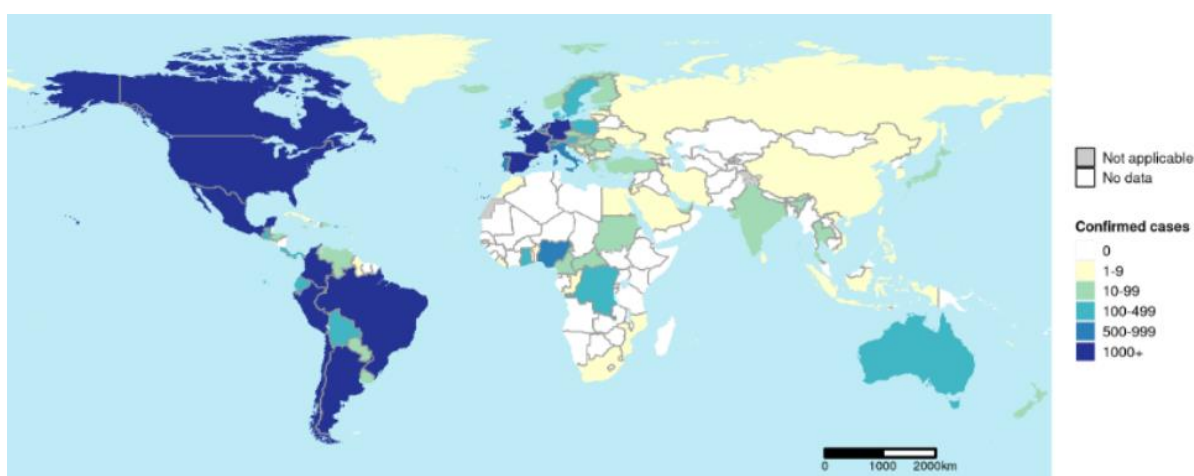 Not applicable
No data
Confirmed cases
0
1-9
10-99
100-499
500-999
1000+
0 1000 2000km